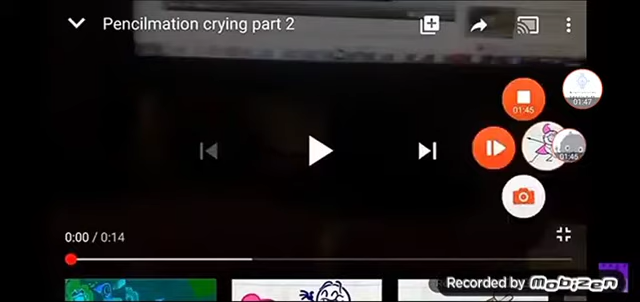 Pencilmation crying part 2
01:45
01:47
01:46
0:00 / 0:14
Recorded by mobizen